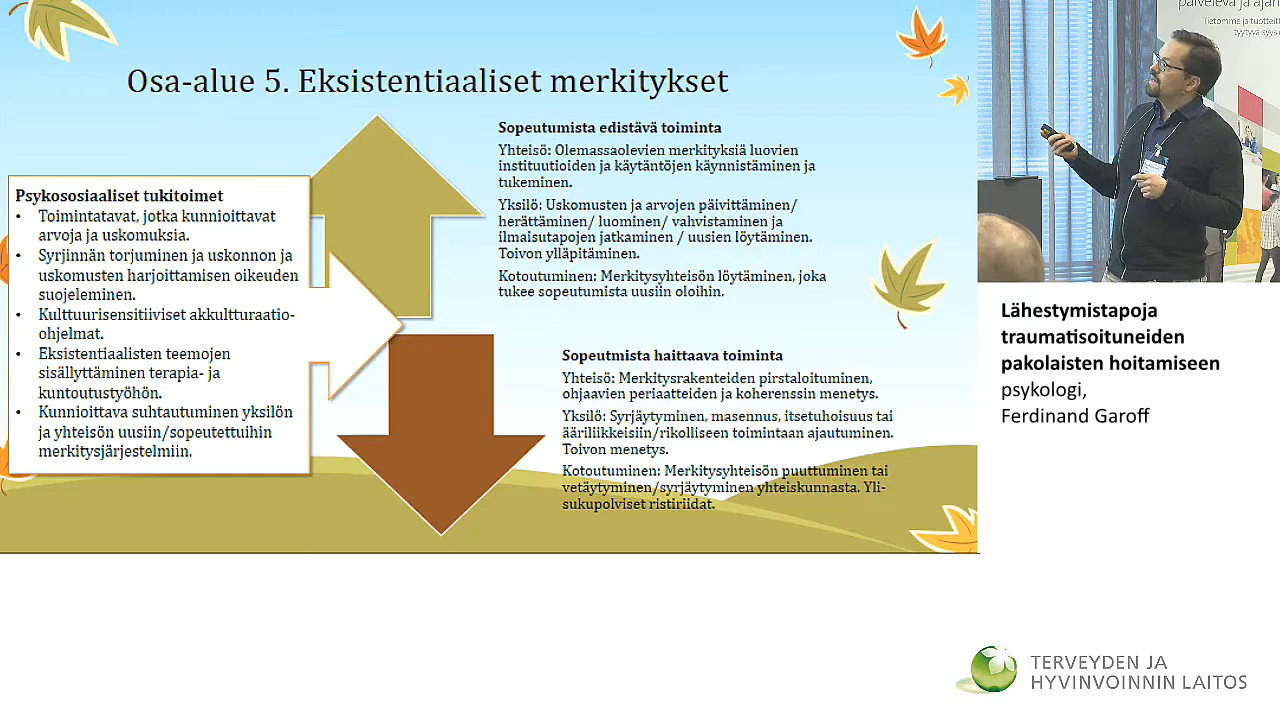 Osa-alue 5. Eksistentiaaliset merkitykset
Psykososiaaliset tukitoimet
• Toimintatavat, jotka kunnioittavat
arvoja ja uskomuksia.
• Syrjinnän torjuminen ja uskonnon ja
uskomusten harjoittamisen oikeuden
suojeleminen.
• Kulttuurisensitiiviset akkultturaatio-
ohjelmat.
• Eksistentiaalisten teemojen
sisällyttäminen terapia- ja
kuntoutustyöhön.
• Kunnioittava suhtautuminen yksilön
ja yhteisön uusiin/sopeutettuihin
merkitysjärjestelmiin.
Sopeutumista edistävä toiminta
Yhteisö: Olemassaolevien merkityksiä luovien
instituutioiden ja käytäntöjen käynnistäminen ja
tukeminen.
Yksilö: Uskomusten ja arvojen päivittäminen/
herättäminen/ luominen/ vahvistaminen ja
ilmaisutapojen jatkaminen / uusien löytäminen.
Toivon ylläpitäminen.
Kotoutuminen: Merkitysyhteisön löytäminen, joka
tukee sopeutumista uusiin oloihin.
Sopeutmista haittaava toiminta
Yhteisö: Merkitysrakenteiden pirstaloituminen,
ohjaavien periaatteiden ja koherenssin menetys.
Yksilö: Syrjäytyminen, masennus, itsetuhoisuus tai
ääriliikkeisiin/rikolliseen toimintaan ajautuminen.
Toivon menetys.
Kotoutuminen: Merkitysyhteisön puuttuminen tai
vetäytyminen/syrjäytyminen yhteiskunnasta. Yli-
sukupolviset ristiriidat.
palveleva ja
Tietomme ja
Lähestymistapoja
traumatisoituneiden
pakolaisten hoitamiseen
psykologi,
Ferdinand Garoff
TERVEYDEN JA
HYVINVOINNIN LAITOS